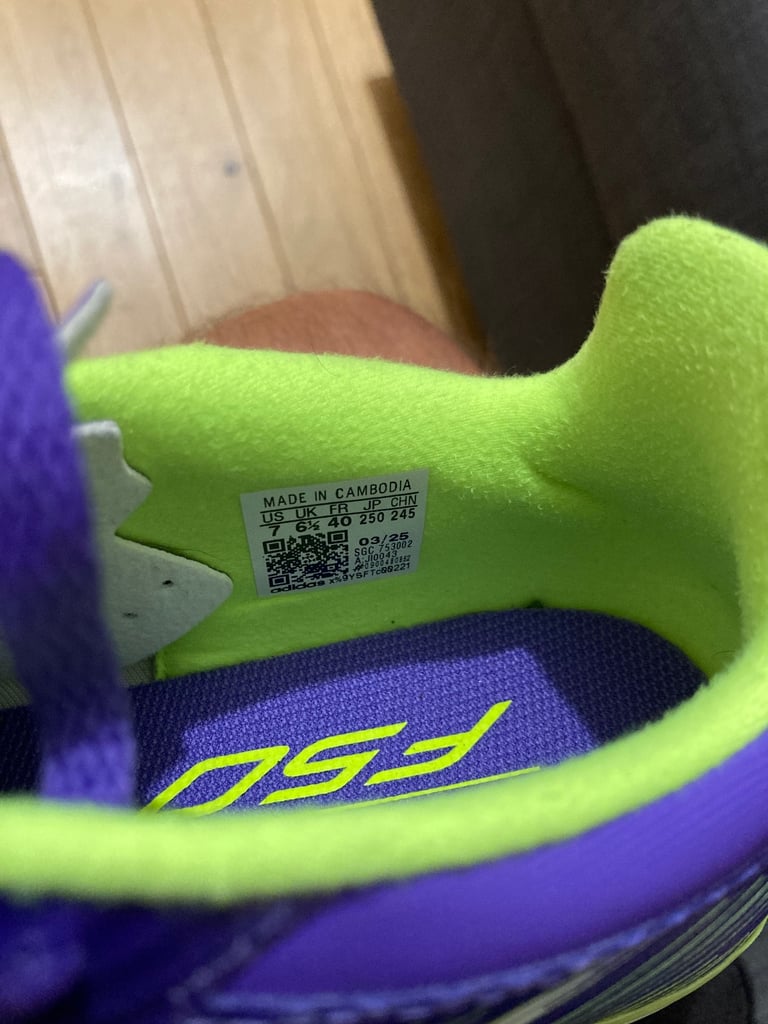 MADE IN CAMBODIA
US UK FR JP CHN
7 6½ 40 250 245
03/25
SGC 753002
A:JI0043
adidas
F50